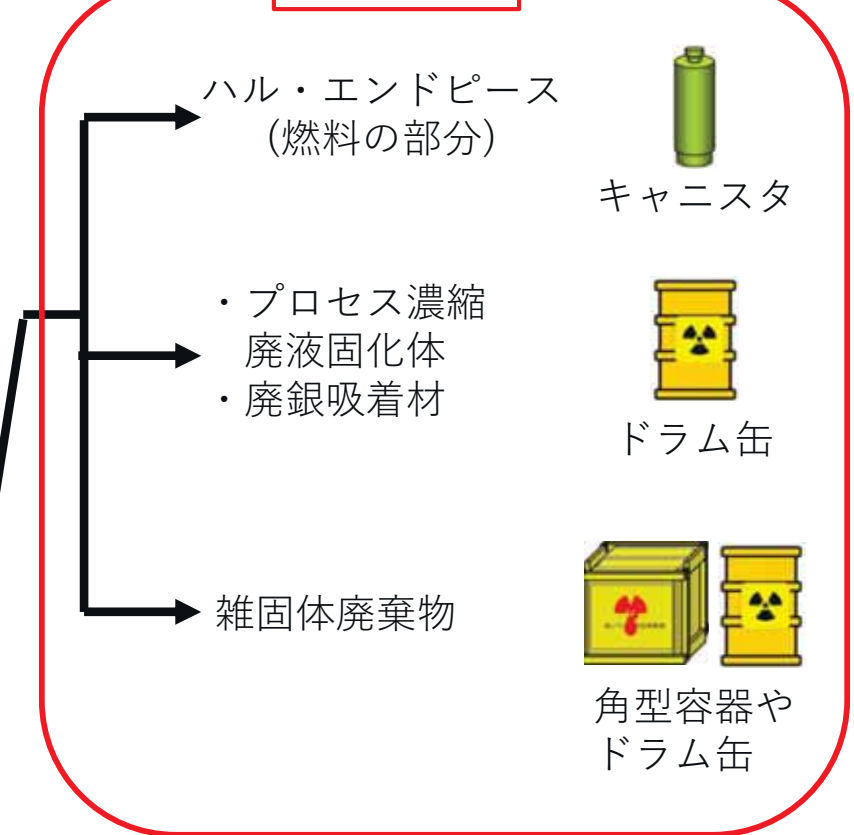 ハル・エンドピース
(燃料の部分)
キャニスタ
・プロセス濃縮
廃液固化体
・廃銀吸着材
ドラム缶
雑固体廃棄物
角型容器や
ドラム缶